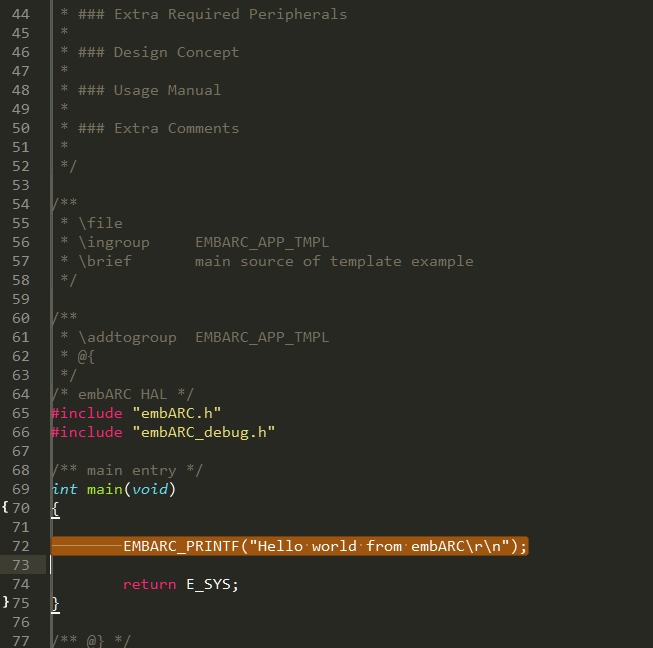 44 * ### Extra Required Peripherals
45 *
46 * ### Design Concept
47 *
48 * ### Usage Manual
49 *
50 * ### Extra Comments
51 *
52 */
53
54 /**
55 * \file
56 * \ingroup EMBARC_APP_TMPL
57 * \brief main source of template example
58 */
59
60 /**
61 * \addtogroup EMBARC_APP_TMPL
62 * @{
63 */
64 /* embARC HAL */
65 #include "embARC.h"
66 #include "embARC_debug.h"
67
68 /** main entry */
69 int main(void)
{70 {
71
72 EMBARC_PRINTF("Hello world from embARC\r\n");
73
74 return E_SYS;
}75 }
76
77 /** @} */